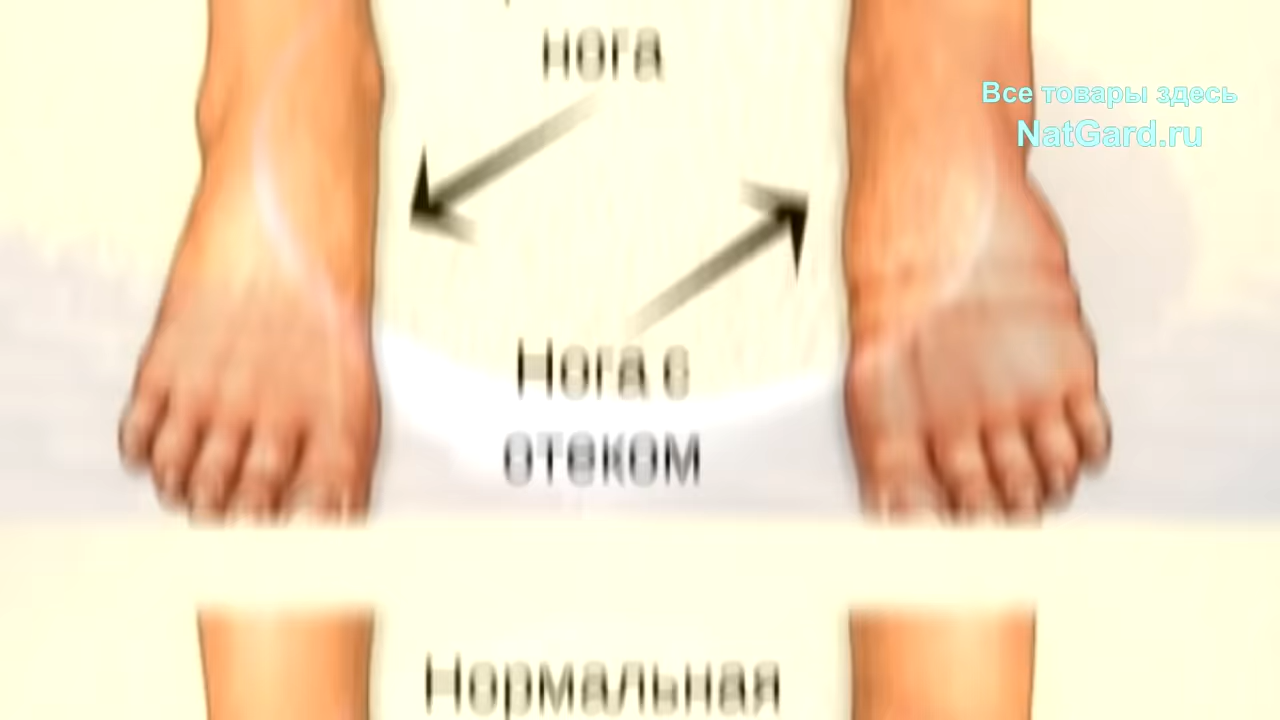 нога
Все товары здесь
NatGard.ru
Нога с
отеком
Нормальная